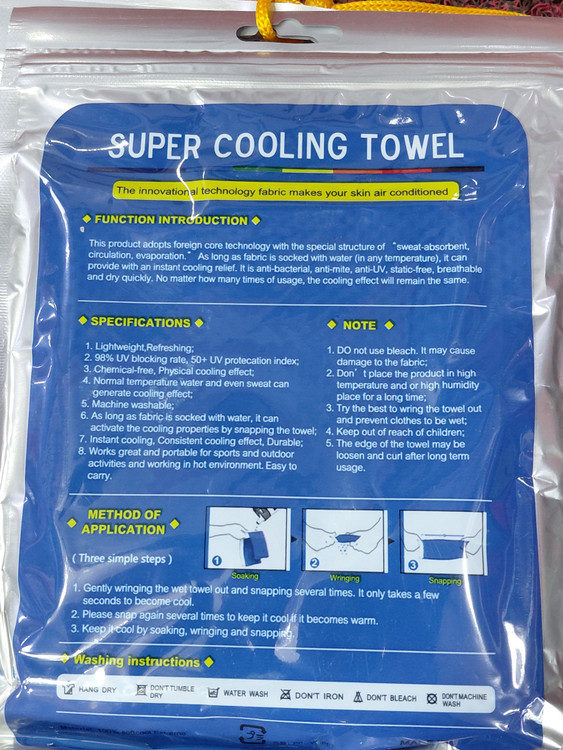 SUPER COOLING TOWEL
The innovational technology fabric makes your skin air conditioned
FUNCTION INTRODUCTION
This product adopts foreign core technology with the special structure of “sweat-absorbent,
circulation, evaporation.” As long as fabric is socked with water (in any temperature), it can
provide with an instant cooling relief. It is anti-bacterial, anti-mite, anti-UV, static-free, breathable
and dry quickly. No matter how many times of usage, the cooling effect will remain the same.
SPECIFICATIONS
1. Lightweight,Refreshing;
2. 98% UV blocking rate, 50+ UV protecation index;
3. Chemical-free, Physical cooling effect;
4. Normal temperature water and even sweat can
generate cooling effect;
5. Machine washable;
6. As long as fabric is socked with water, it can
activate the cooling properties by snapping the towel;
7. Instant cooling, Consistent cooling effect, Durable;
8. Works great and portable for sports and outdoor
activities and working in hot environment. Easy to
carry.
NOTE
1. DO not use bleach. It may cause
damage to the fabric;
2. Don’t place the product in high
temperature and or high humidity
place for a long time;
3. Try the best to wring the towel out
and prevent clothes to be wet;
4. Keep out of reach of children;
5. The edge of the towel may be
loosen and curl after long term
usage.
METHOD OF
APPLICATION
(Three simple steps)
1
2
3
Soaking
Wringing
Snapping
1. Gently wringing the wet towel out and snapping several times. It only takes a few
seconds to become cool.
2. Please snap again several times to keep it cool if it becomes warm.
3. Keep it cool by soaking, wringing and snapping.
Washing instructions
HANG DRY
DON'T TUMBLE
DRY
WATER WASH
DON'T IRON
DON'T BLEACH
DON'T MACHINE
WASH